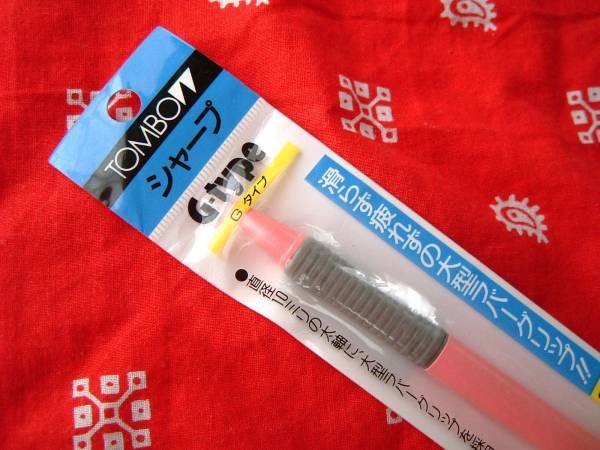 TOMBOW
シャープ
G-type
Gタイプ
滑らず疲れずの大型ラバーグリップ!!
●直径10ミリの太軸に、大型ラバーグリップを採